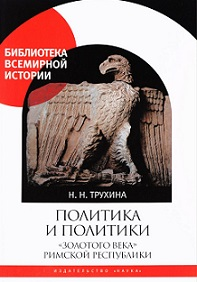 БИБЛИОТЕКА
ВСЕМИРНОЙ
ИСТОРИИ
Н. Н. ТРУХИНА
ПОЛИТИКА
И ПОЛИТИКИ
«ЗОЛОТОГО ВЕКА»
РИМСКОЙ РЕСПУБЛИКИ
ИЗДАТЕЛЬСТВО «НАУКА»